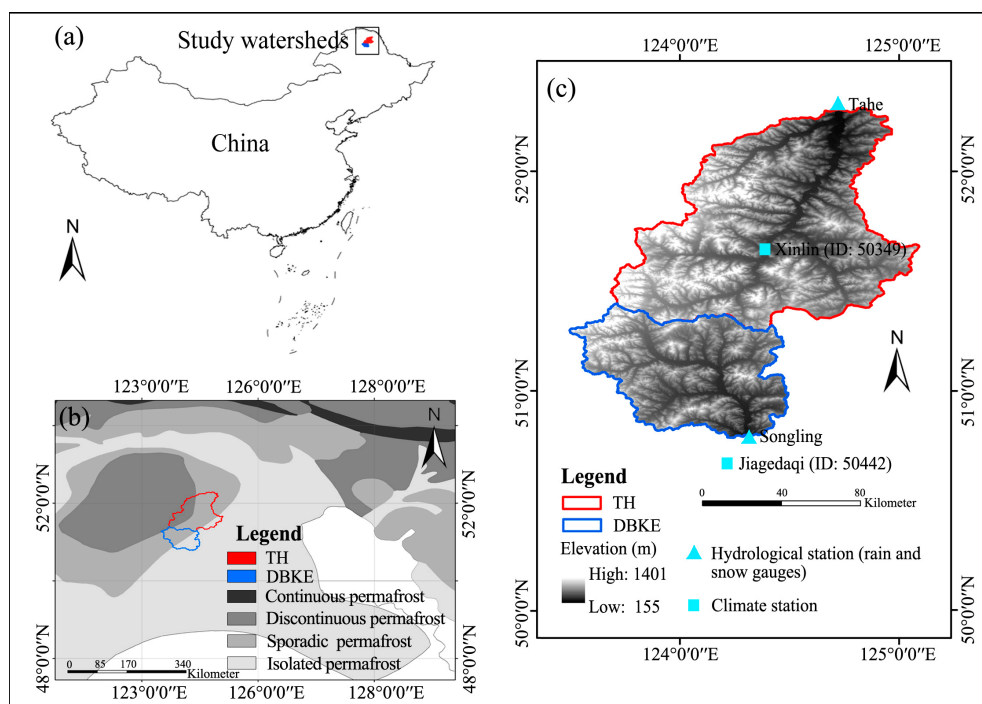 (a)
Study watersheds
China
N
(b)
123°0′0″E
126°0′0″E
128°0′0″E
52°0′0″N
52°0′0″N
48°0′0″N
48°0′0″N
N
Legend
TH
DBKE
Continuous permafrost
Discontinuous permafrost
Sporadic permafrost
Isolated permafrost
0 85 170 340
Kilometer
123°0′0″E
126°0′0″E
128°0′0″E
(c)
124°0′0″E
125°0′0″E
Tahe
52°0′0″N
52°0′0″N
Xinlin (ID: 50349)
N
51°0′0″N
51°0′0″N
Songling
Jiagedaqi (ID: 50442)
Legend
TH
DBKE
0 40 80
Kilometer
Elevation (m)
High: 1401
Low: 155
Hydrological station (rain and
snow gauges)
Climate station
50°0′0″N
50°0′0″N
124°0′0″E
125°0′0″E